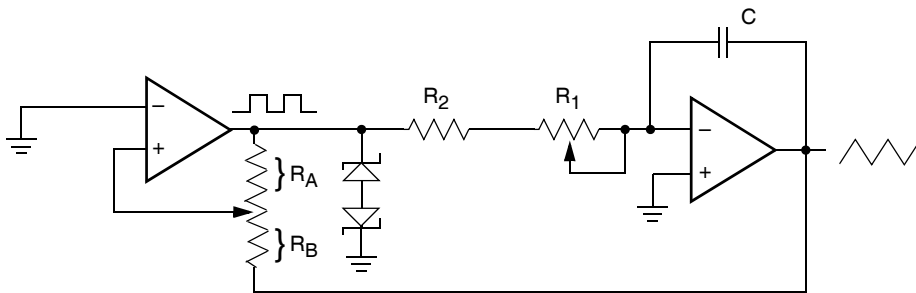 C
R2
R1
–
+
} RA
} RB
–
+